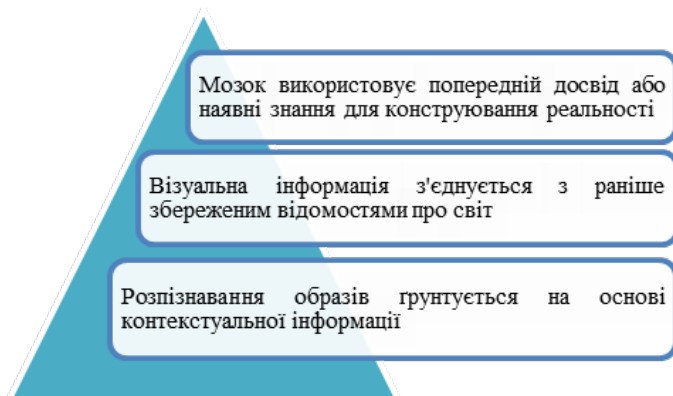 Мозок використовує попередній досвід або
наявні знання для конструювання реальності
Візуальна інформація з'єднується з раніше
збереженим відомостями про світ
Розпізнавання образів ґрунтується на основі
контекстуальної інформації